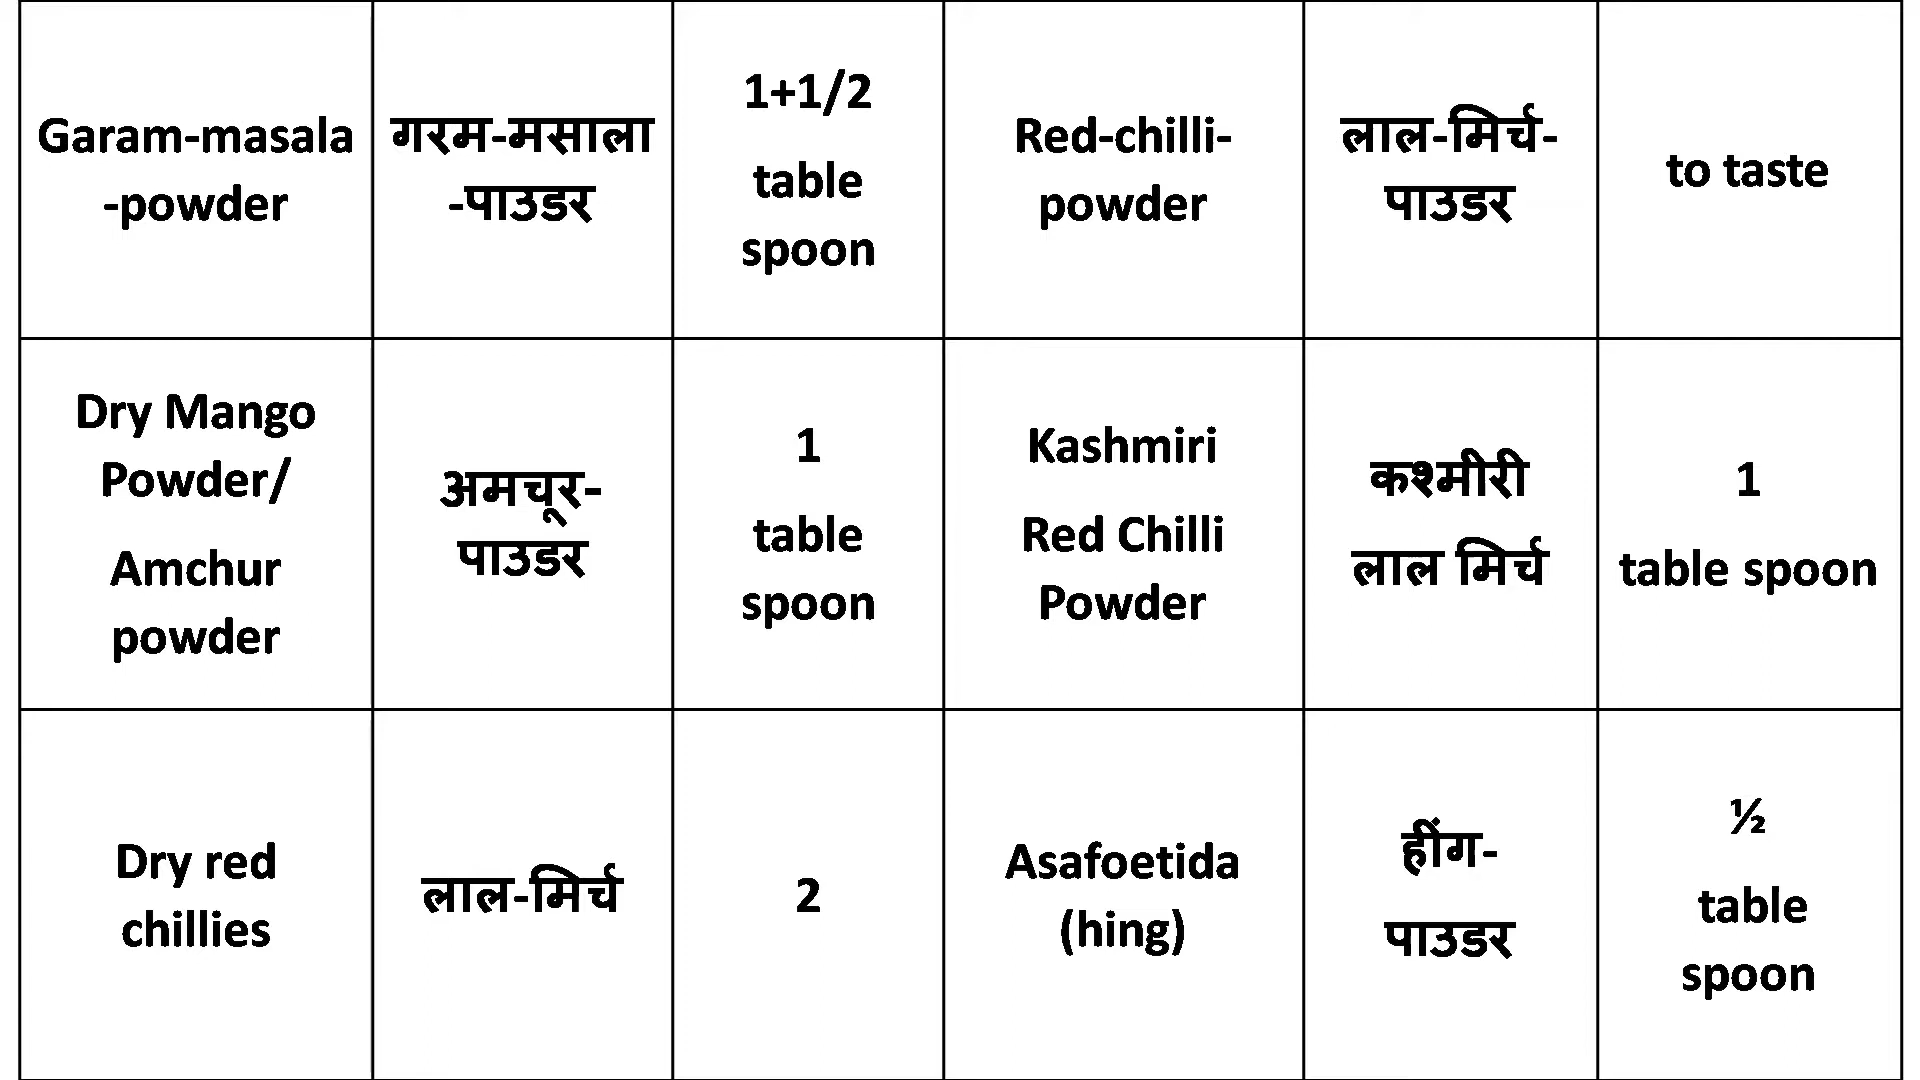 Garam-masala
-powder
गरम-मसाला
-पाउडर
1+1/2
table
spoon
Red-chilli-
powder
लाल-मिर्च-
पाउडर
to taste
Dry Mango
Powder/
Amchur
powder
अमचूर-
पाउडर
1
table
spoon
Kashmiri
Red Chilli
Powder
कश्मीरी
लाल मिर्च
1
table spoon
Dry red
chillies
लाल-मिर्च
2
Asafoetida
(hing)
हींग-
पाउडर
½
table
spoon